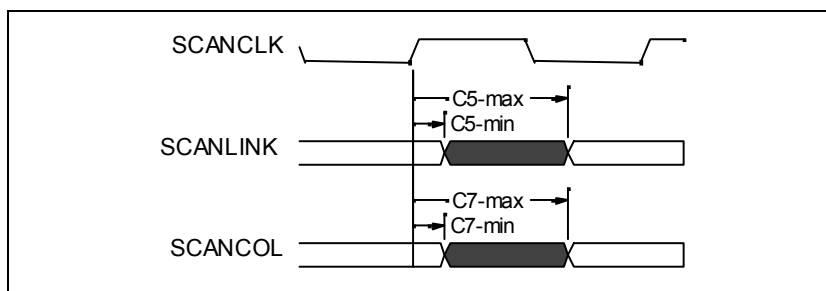 SCANCLK
C5-max
C5-min
SCANLINK
C7-max
C7-min
SCANCOL